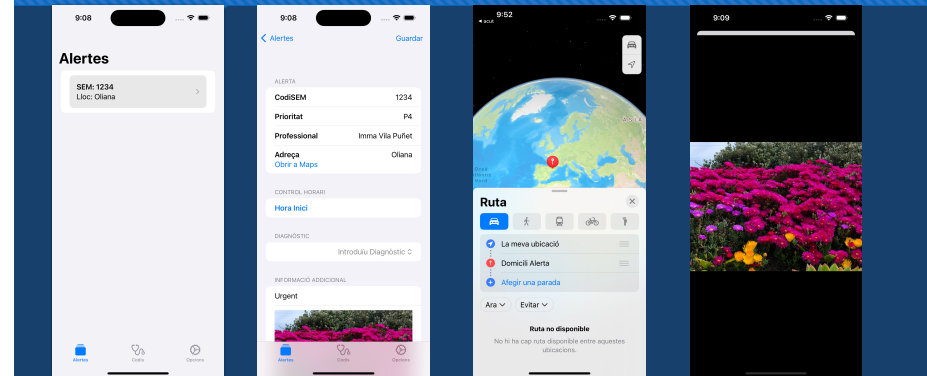 9:08
Alertes
SEM: 1234
Lloc: Oliana
Alertes
Codis
Opcions
9:08
Alertes
Guardar
ALERTA
CodiSEM 1234
Prioritat P4
Professional Imma Vila Puñet
Adreça Oliana
Obrir a Maps
CONTROL HORARI
Hora Inici
DIAGNÒSTIC
Introduïu Diagnòstic
INFORMACIÓ ADDICIONAL
Urgent
Alertes
Codis
Opcions
9:52
acut
Ruta
La meva ubicació
Domicili Alerta
Afegir una parada
Ara
Evitar
Ruta no disponible
No hi ha cap ruta disponible entre aquestes
ubicacions.
9:09